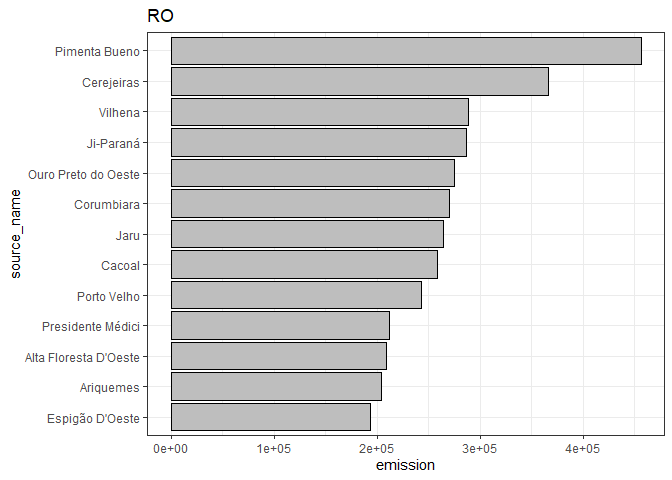 RO
source_name
Pimenta Bueno
Cerejeiras
Vilhena
Ji-Paraná
Ouro Preto do Oeste
Corumbiara
Jaru
Cacoal
Porto Velho
Presidente Médici
Alta Floresta D'Oeste
Ariquemes
Espigão D'Oeste
0e+00 1e+05 2e+05 3e+05 4e+05
emission